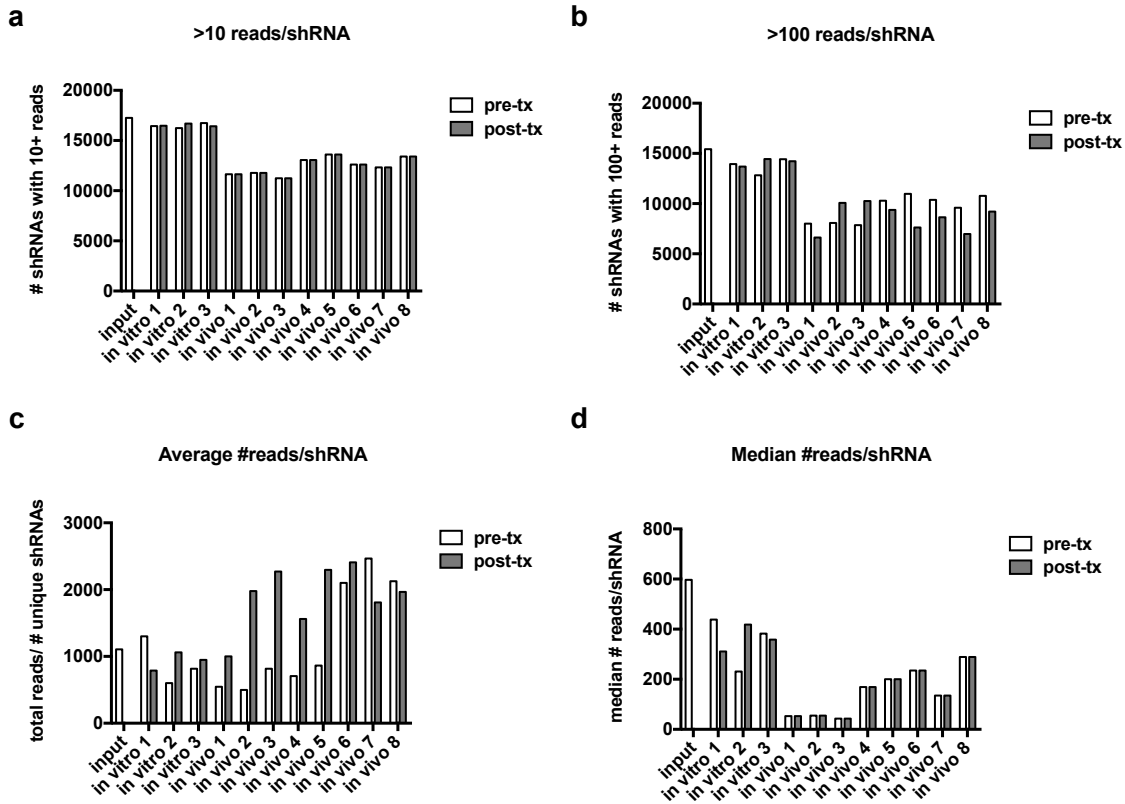 a
>10 reads/shRNA
# shRNAs with 10+ reads
20000
15000
10000
5000
0
input
in vitro 1
in vitro 2
in vitro 3
in vivo 1
in vivo 2
in vivo 3
in vivo 4
in vivo 5
in vivo 6
in vivo 7
in vivo 8
pre-tx
post-tx
b
>100 reads/shRNA
# shRNAs with 100+ reads
20000
15000
10000
5000
0
input
in vitro 1
in vitro 2
in vitro 3
in vivo 1
in vivo 2
in vivo 3
in vivo 4
in vivo 5
in vivo 6
in vivo 7
in vivo 8
pre-tx
post-tx
c
Average #reads/shRNA
total reads/ # unique shRNAs
3000
2000
1000
0
input
in vitro 1
in vitro 2
in vitro 3
in vivo 1
in vivo 2
in vivo 3
in vivo 4
in vivo 5
in vivo 6
in vivo 7
in vivo 8
pre-tx
post-tx
d
Median #reads/shRNA
median # reads/shRNA
800
600
400
200
0
input
in vitro 1
in vitro 2
in vitro 3
in vivo 1
in vivo 2
in vivo 3
in vivo 4
in vivo 5
in vivo 6
in vivo 7
in vivo 8
pre-tx
post-tx